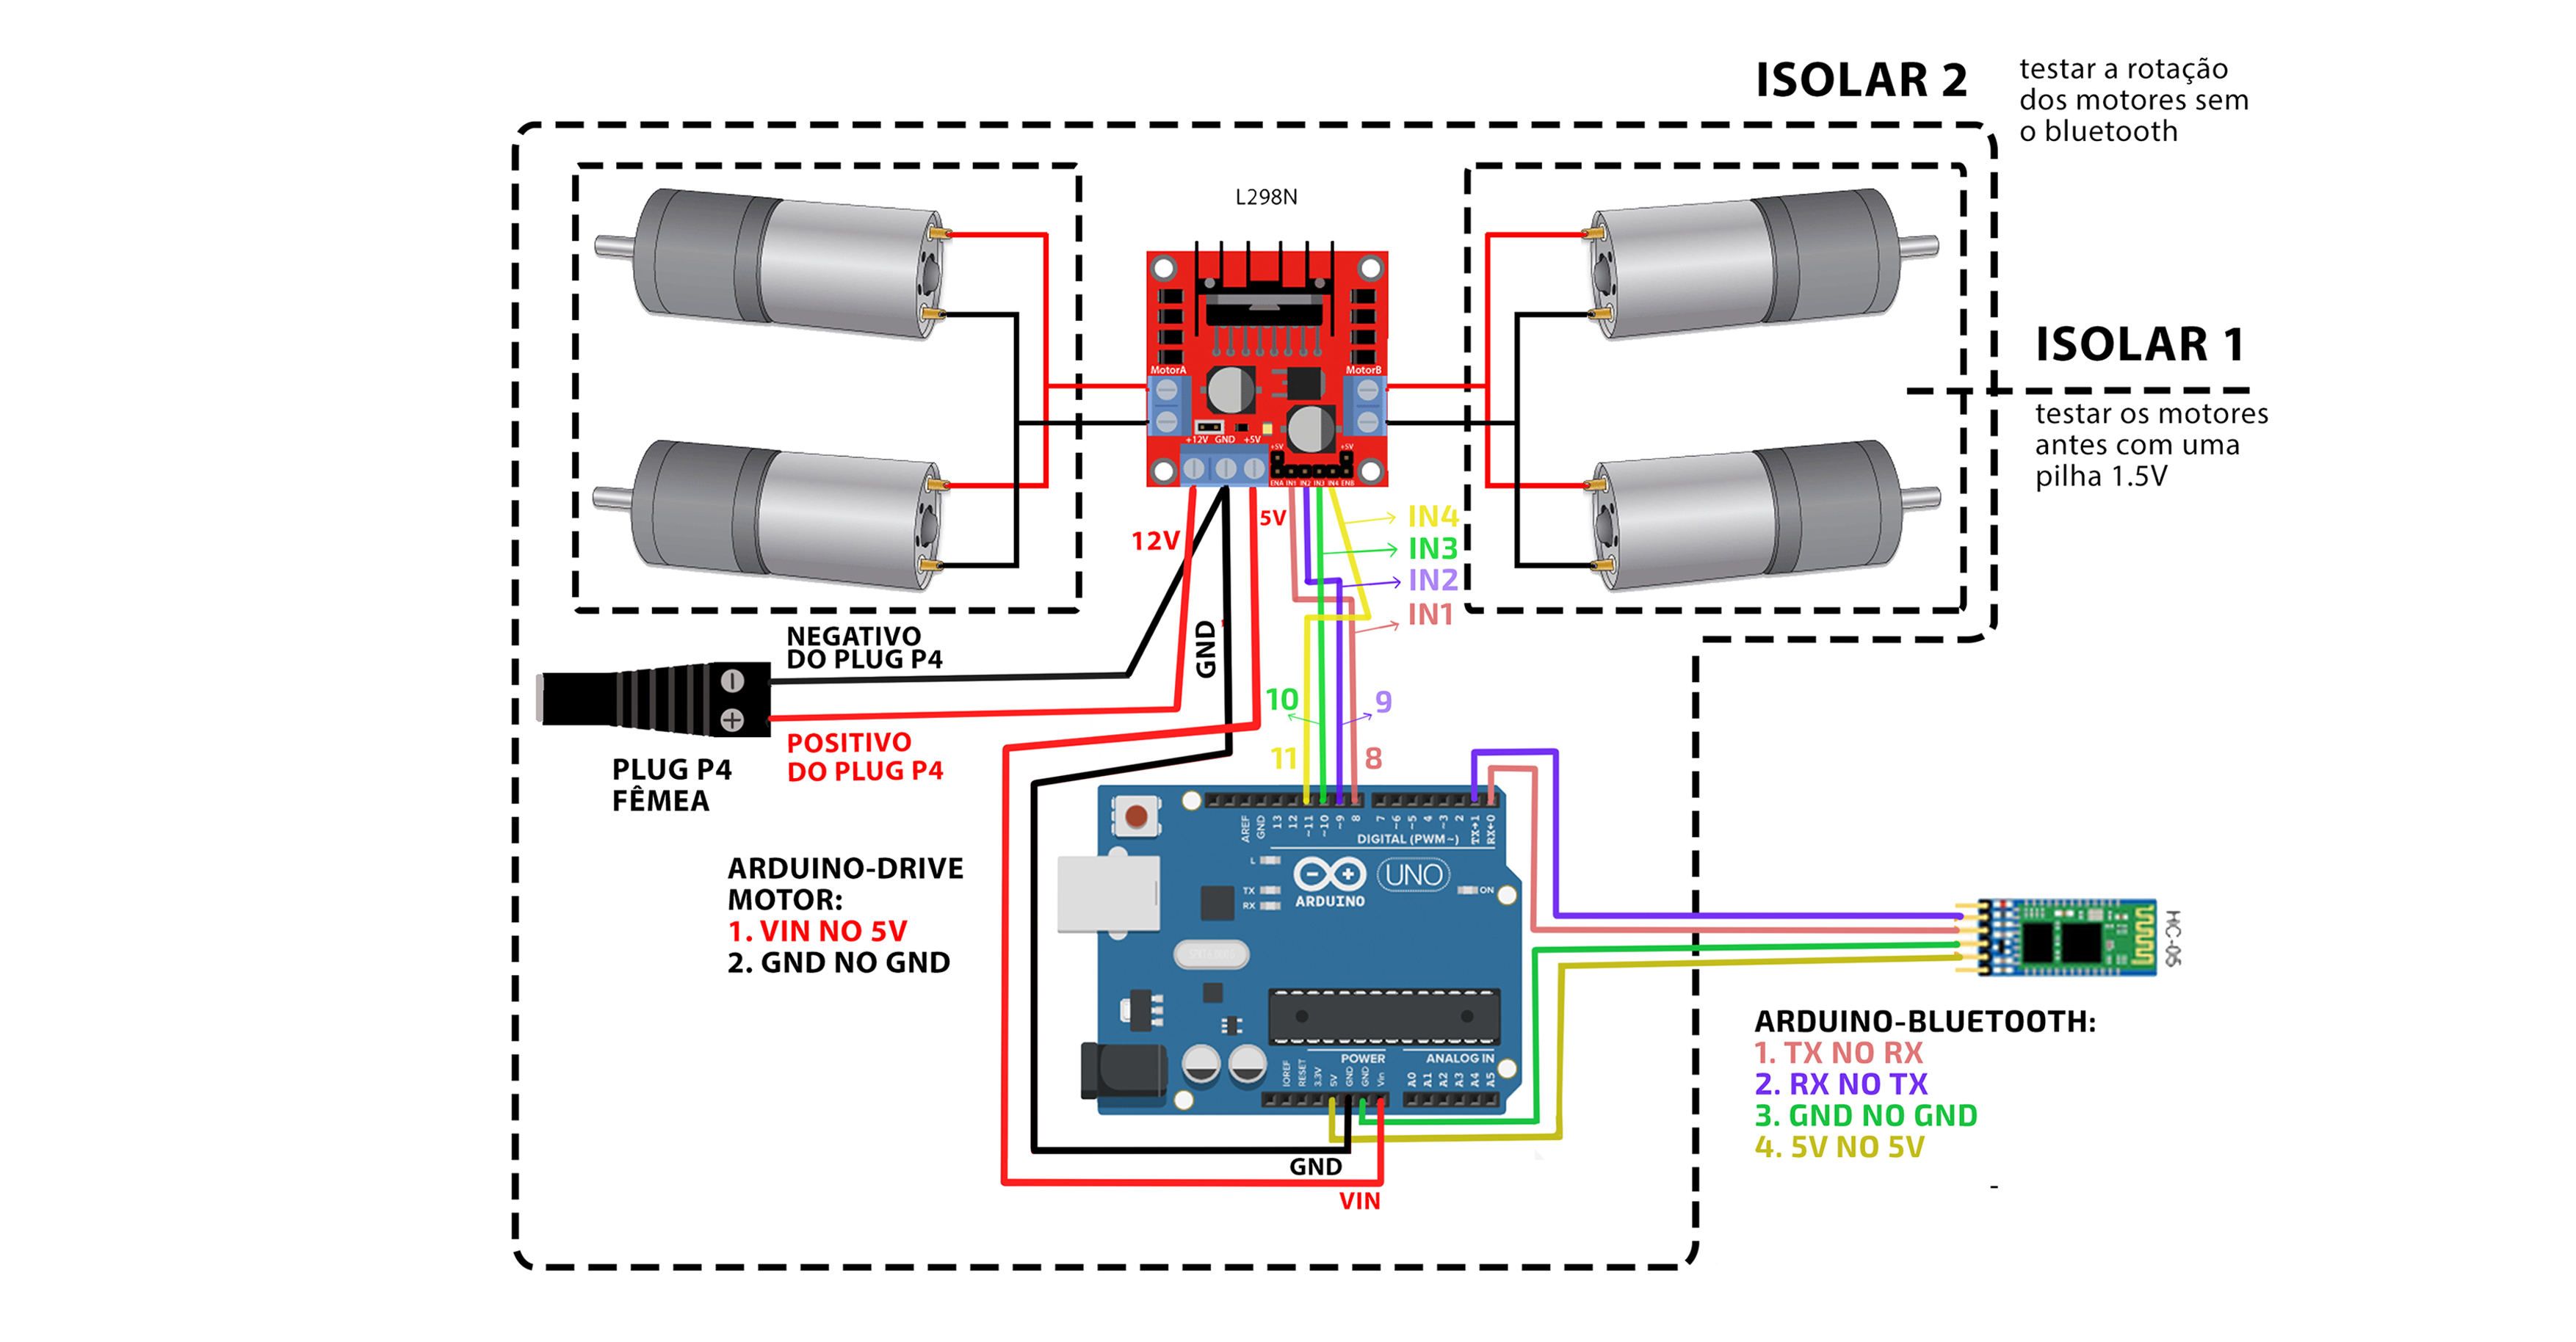 ISOLAR 2
testar a rotação
dos motores sem
o bluetooth
L298N
ISOLAR 1
testar os motores
antes com uma
pilha 1.5V
MotorA
MotorB
+12V GND +5V
+5V
+5V
ENA IN1 IN2 IN3 IN4 ENB
12V
5V
GND
IN4
IN3
IN2
IN1
10
9
11
8
NEGATIVO
DO PLUG P4
POSITIVO
DO PLUG P4
PLUG P4
FÊMEA
ARDUINO-DRIVE
MOTOR:
1. VIN NO 5V
2. GND NO GND
AREF
GND
13
12
~11
~10
~9
8
7
~6
~5
4
~3
2
TX→1
RX←0
DIGITAL (PWM~)
L
TX
RX
UNO
ARDUINO
ON
POWER
ANALOG IN
IOREF
RESET
3.3V
5V
GND
GND
Vin
A0
A1
A2
A3
A4
A5
GND
VIN
HC-05
ARDUINO-BLUETOOTH:
1. TX NO RX
2. RX NO TX
3. GND NO GND
4. 5V NO 5V
-